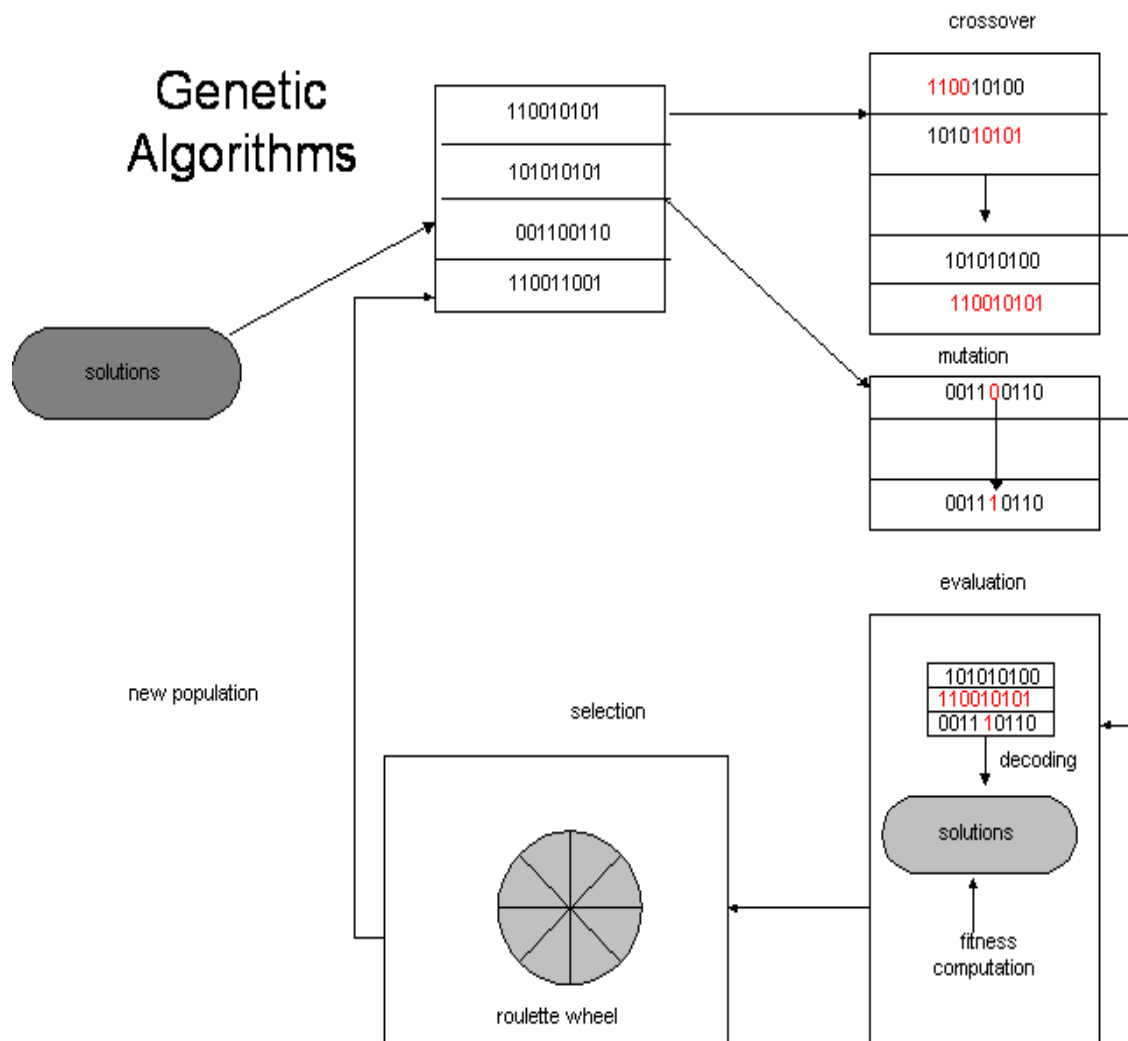 Genetic
Algorithms
solutions
110010101
101010101
001100110
110011001
crossover
110010100
101010101
101010100
110010101
mutation
001100110
001110110
evaluation
101010100
110010101
001110110
decoding
solutions
fitness
computation
selection
roulette wheel
new population